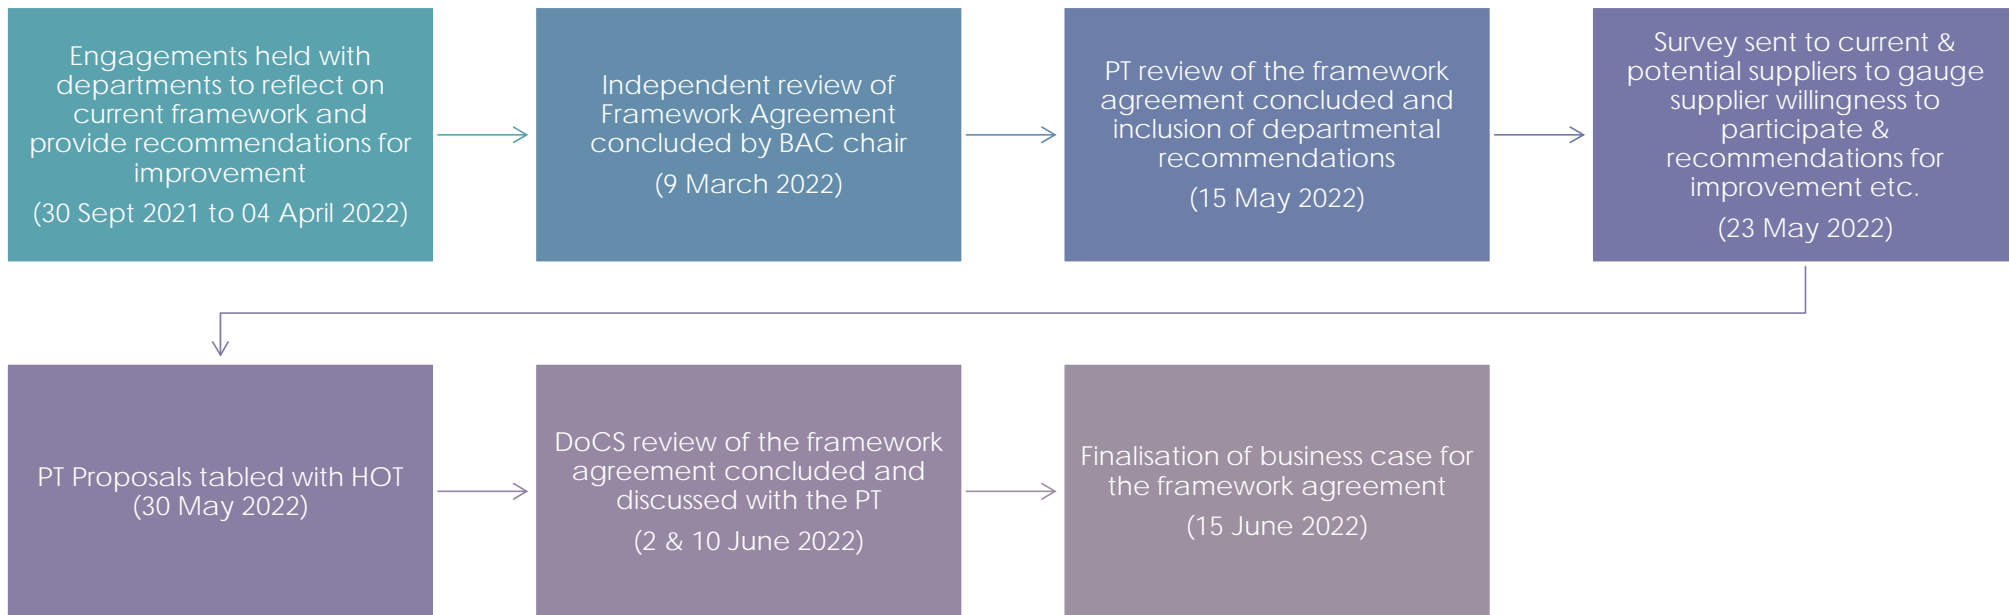 Engagements held with
departments to reflect on
current framework and
provide recommendations for
improvement
(30 Sept 2021 to 04 April 2022)
Independent review of
Framework Agreement
concluded by BAC chair
(9 March 2022)
PT review of the framework
agreement concluded and
inclusion of departmental
recommendations
(15 May 2022)
Survey sent to current &
potential suppliers to gauge
supplier willingness to
participate &
recommendations for
improvement etc.
(23 May 2022)
PT Proposals tabled with HOT
(30 May 2022)
DoCS review of the framework
agreement concluded and
discussed with the PT
(2 & 10 June 2022)
Finalisation of business case for
the framework agreement
(15 June 2022)